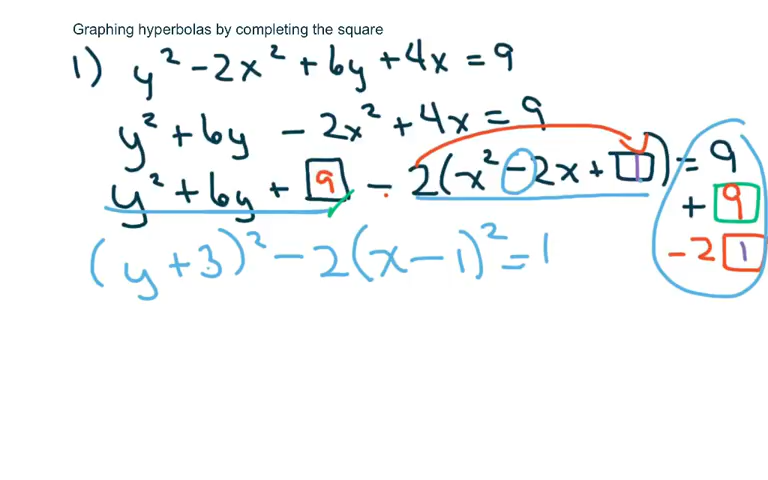 Graphing hyperbolas by completing the square
1) y² - 2x² + 6y + 4x = 9
y² + 6y - 2x² + 4x = 9
y² + 6y + 9 - 2(x² - 2x + 1) = 9
+ 9
- 2 1
(y + 3)² - 2(x - 1)² = 1